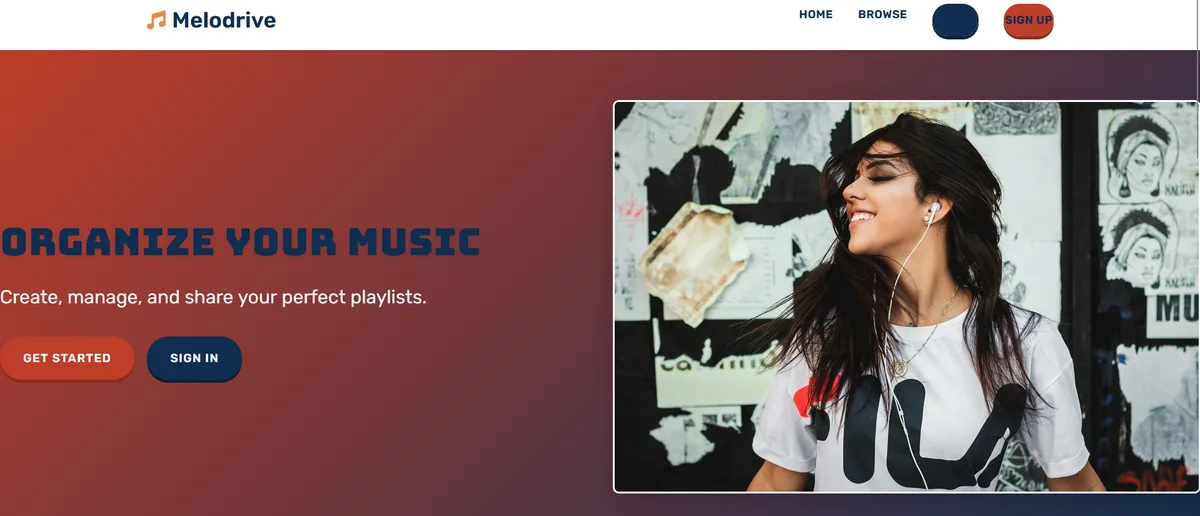 Melodrive
HOME
BROWSE
SIGN UP
ORGANIZE YOUR MUSIC
Create, manage, and share your perfect playlists.
GET STARTED
SIGN IN
MU